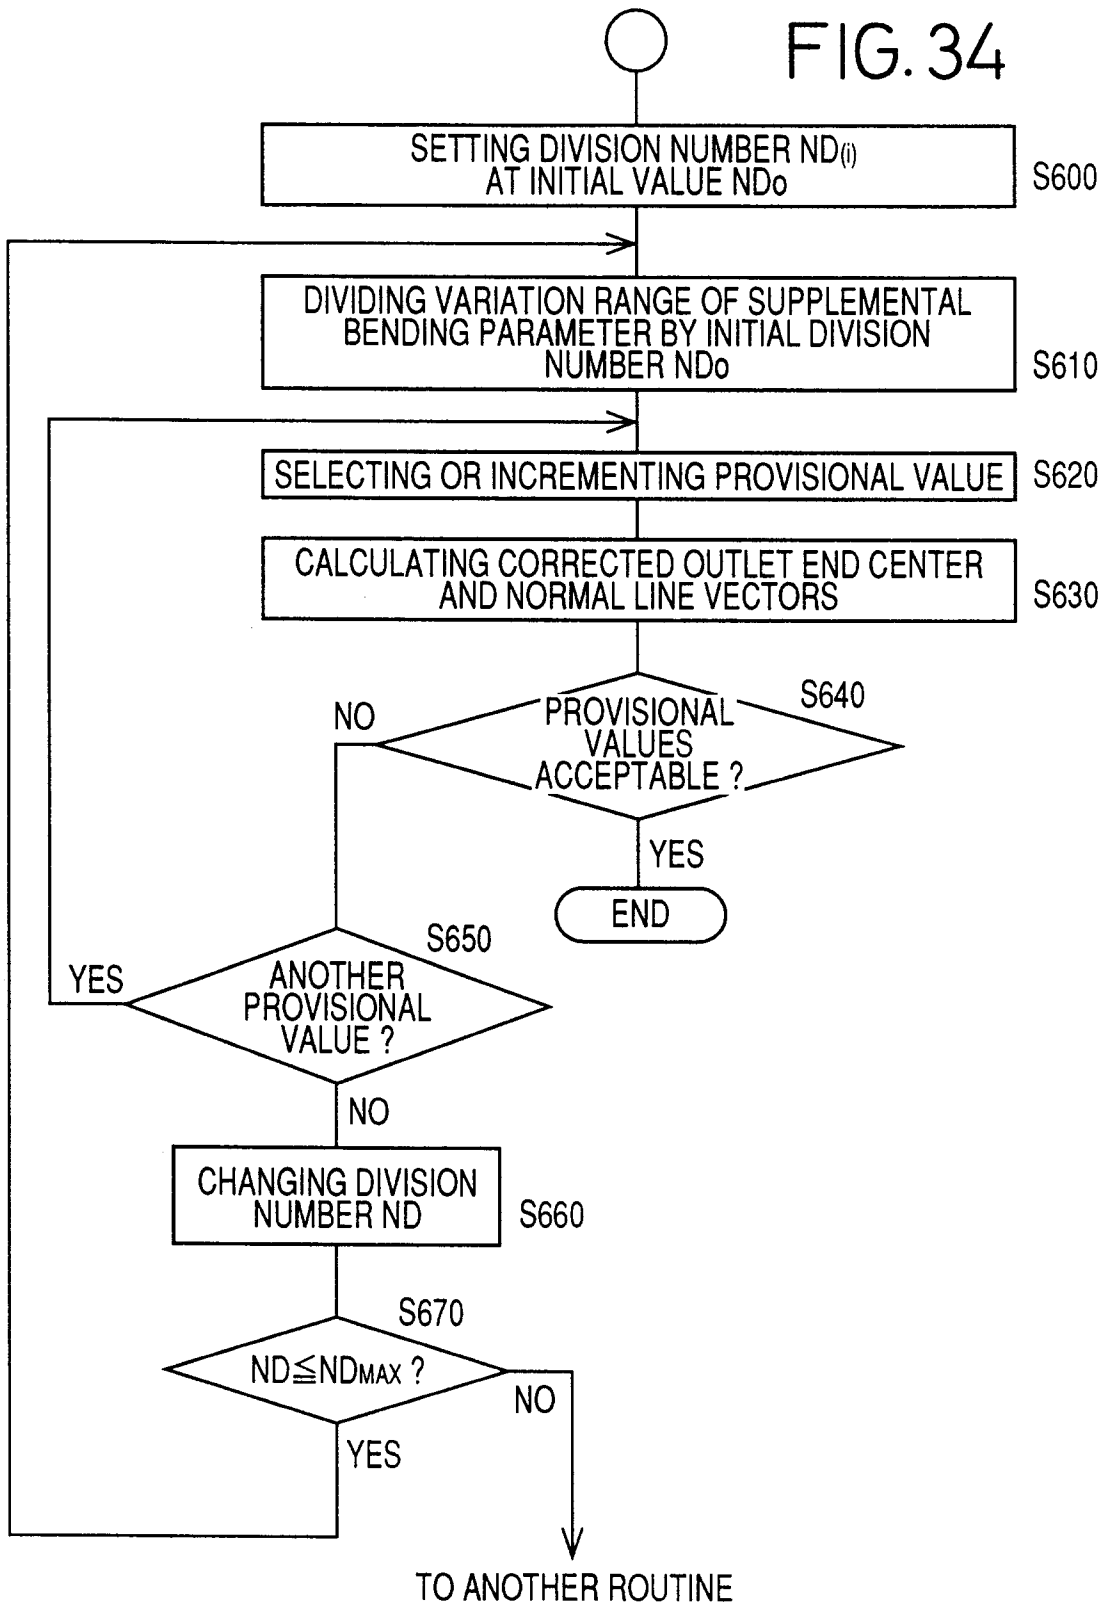 FIG. 34
SETTING DIVISION NUMBER ND(i)
AT INITIAL VALUE NDo
S600
DIVIDING VARIATION RANGE OF SUPPLEMENTAL
BENDING PARAMETER BY INITIAL DIVISION
NUMBER NDo
S610
SELECTING OR INCREMENTING PROVISIONAL VALUE
S620
CALCULATING CORRECTED OUTLET END CENTER
AND NORMAL LINE VECTORS
S630
S640
NO
PROVISIONAL
VALUES
ACCEPTABLE ?
YES
END
S650
YES
ANOTHER
PROVISIONAL
VALUE ?
NO
CHANGING DIVISION
NUMBER ND
S660
S670
ND≦NDMAX ?
NO
YES
TO ANOTHER ROUTINE